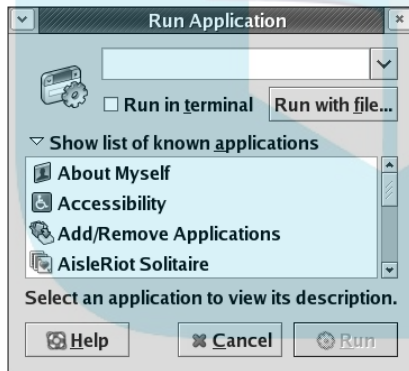 Run Application
Run in terminal
Run with file...
Show list of known applications
About Myself
Accessibility
Add/Remove Applications
AisleRiot Solitaire
Select an application to view its description.
Help
Cancel
Run